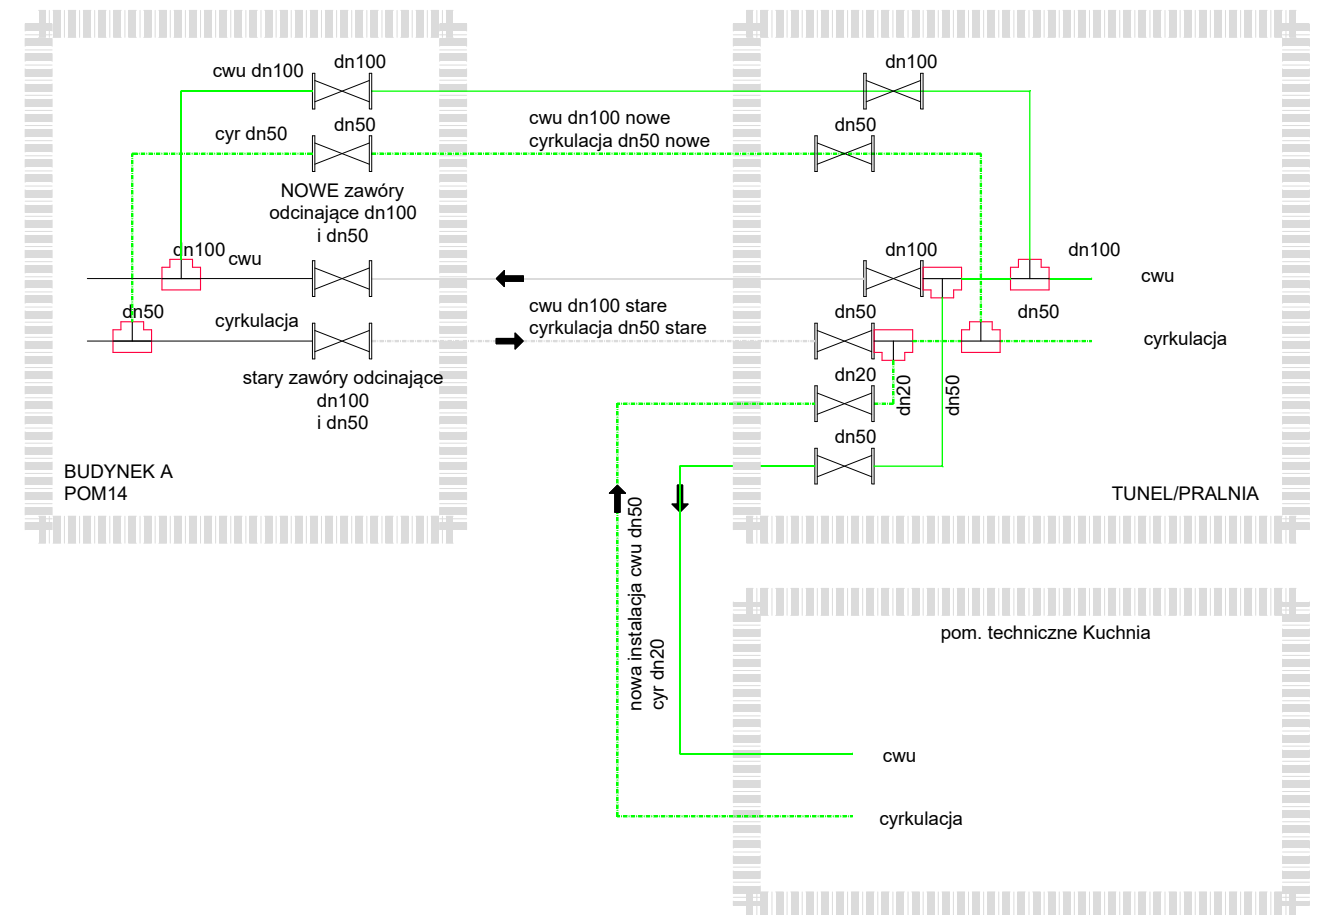 cwu dn100
dn100
dn100
cyr dn50
dn50
cwu dn100 nowe
cyrkulacja dn50 nowe
dn50
NOWE zawóry
odcinające dn100
i dn50
dn100
cwu
dn100
dn100
cwu
dn50
cyrkulacja
cwu dn100 stare
cyrkulacja dn50 stare
dn50
dn50
cyrkulacja
stary zawóry odcinające
dn100
i dn50
dn20
dn20
dn50
dn50
BUDYNEK A
POM14
TUNEL/PRALNIA
nowa instalacja cwu dn50
cyr dn20
pom. techniczne Kuchnia
cwu
cyrkulacja